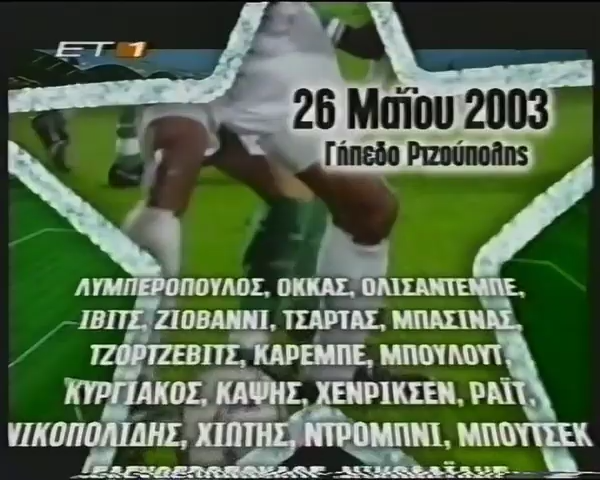 ET1
26 Μαΐου 2003
Γήπεδο Ριζούπολης
ΛΥΜΠΕΡΟΠΟΥΛΟΣ, ΟΚΚΑΣ, ΟΛΙΣΑΝΤΕΜΠΕ,
ΙΒΙΤΣ, ΖΙΟΒΑΝΝΙ, ΤΣΑΡΤΑΣ, ΜΠΑΣΙΝΑΣ,
ΤΖΟΡΤΖΕΒΙΤΣ, ΚΑΡΕΜΠΕ, ΜΠΟΥΛΟΥΤ,
ΚΥΡΓΙΑΚΟΣ, ΚΑΨΗΣ, ΧΕΝΡΙΚΣΕΝ, ΡΑΪΤ,
ΝΙΚΟΠΟΛΙΔΗΣ, ΧΙΩΤΗΣ, ΝΤΡΟΜΠΝΙ, ΜΠΟΥΤΣΕΚ